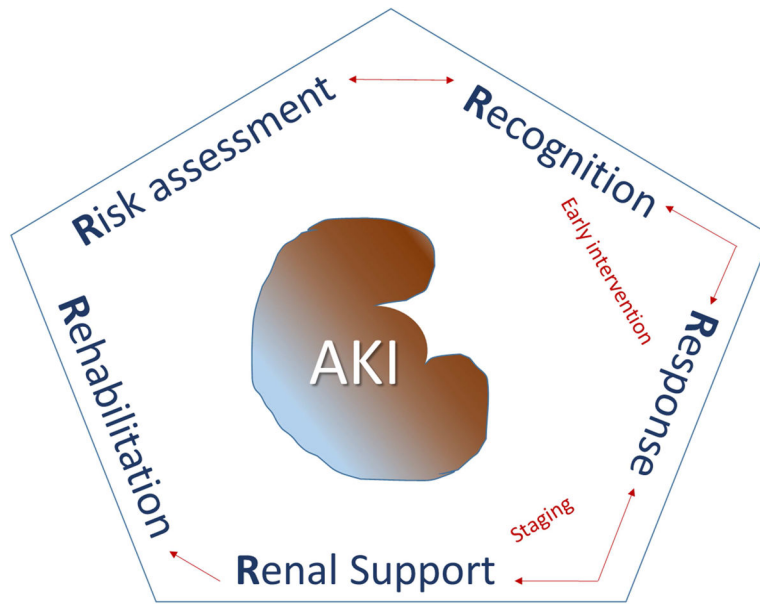 Risk assessment
Recognition
Early intervention
Response
Staging
Renal Support
Rehabilitation
AKI